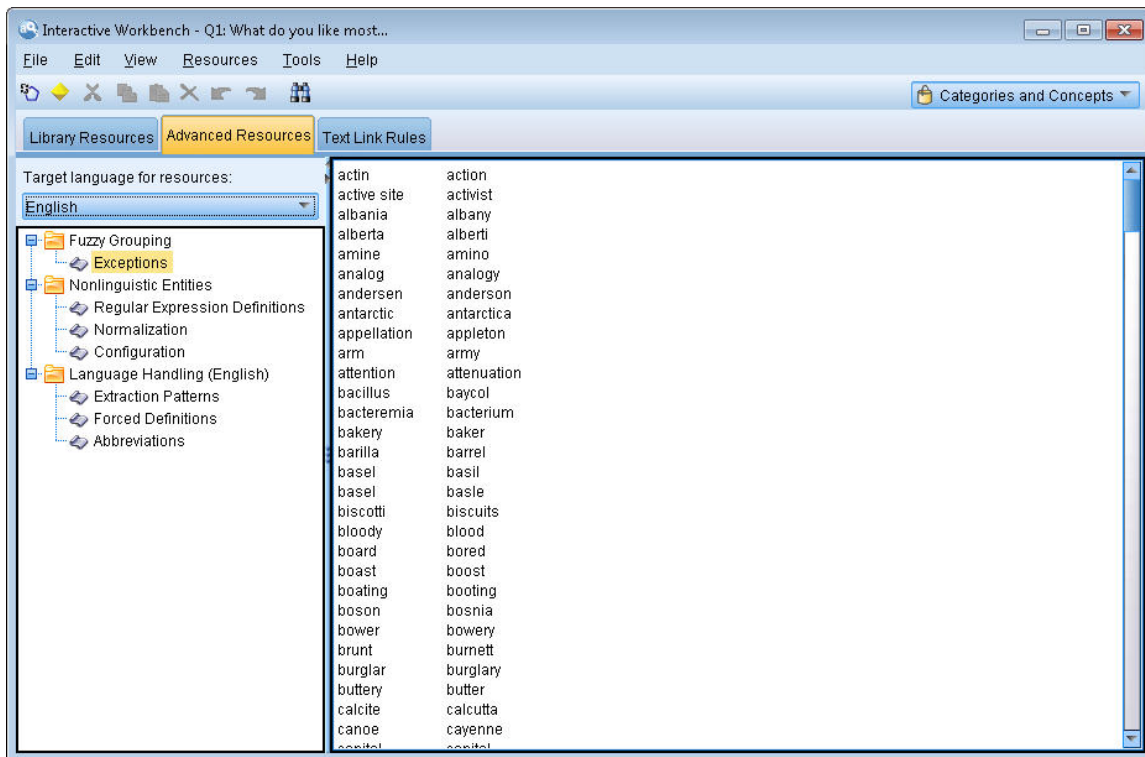 Interactive Workbench - Q1: What do you like most...
File Edit View Resources Tools Help
Categories and Concepts
Library Resources Advanced Resources Text Link Rules
Target language for resources:
English
Fuzzy Grouping
Exceptions
Nonlinguistic Entities
Regular Expression Definitions
Normalization
Configuration
Language Handling (English)
Extraction Patterns
Forced Definitions
Abbreviations
actin action
active site activist
albania albany
alberta alberti
amine amino
analog analogy
andersen anderson
antarctic antarctica
appellation appleton
arm army
attention attenuation
bacillus baycol
bacteremia bacterium
bakery baker
barilla barrel
basel basil
basel basle
biscotti biscuits
bloody blood
board bored
boast boost
boating booting
boson bosnia
bower bowery
brunt burnett
burglar burglary
buttery butter
calcite calcutta
canoe cayenne